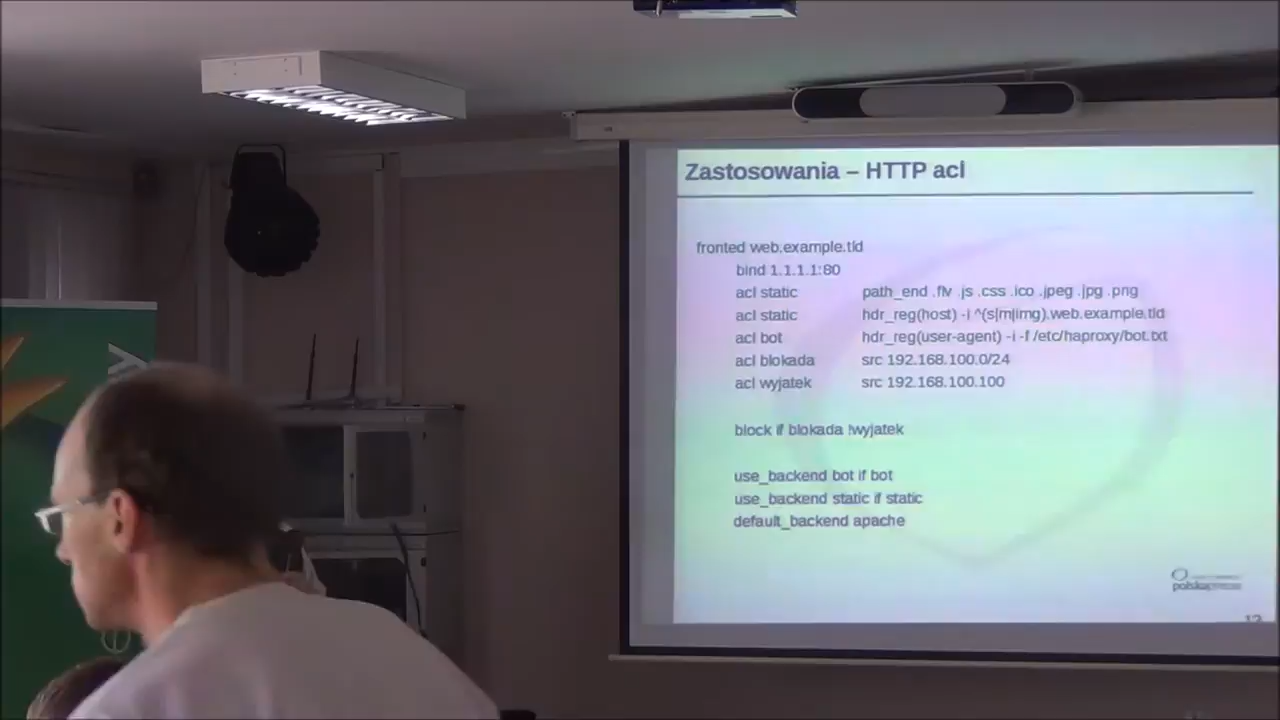 Zastosowania – HTTP acl
fronted web.example.tld
bind 1.1.1.1:80
acl static path_end .flv .js .css .ico .jpeg .jpg .png
acl static hdr_reg(host) -i ^(s|m|img).web.example.tld
acl bot hdr_reg(user-agent) -i -f /etc/haproxy/bot.txt
acl blokada src 192.168.100.0/24
acl wyjatek src 192.168.100.100
block if blokada !wyjatek
use_backend bot if bot
use_backend static if static
default_backend apache
polskapresse
12